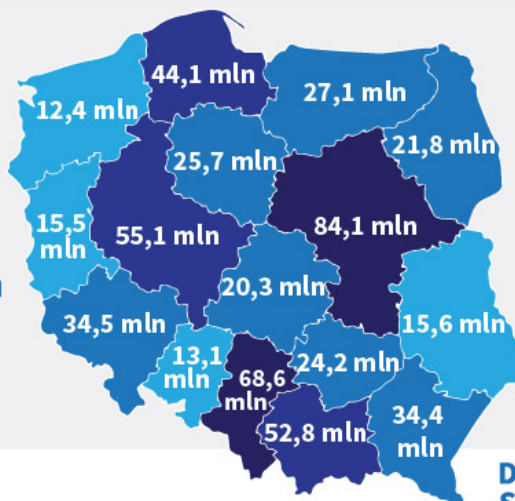 44,1 mln
12,4 mln
27,1 mln
21,8 mln
25,7 mln
15,5
mln
55,1 mln
84,1 mln
20,3 mln
34,5 mln
15,6 mln
13,1
mln
24,2 mln
68,6
mln
34,4
mln
52,8 mln